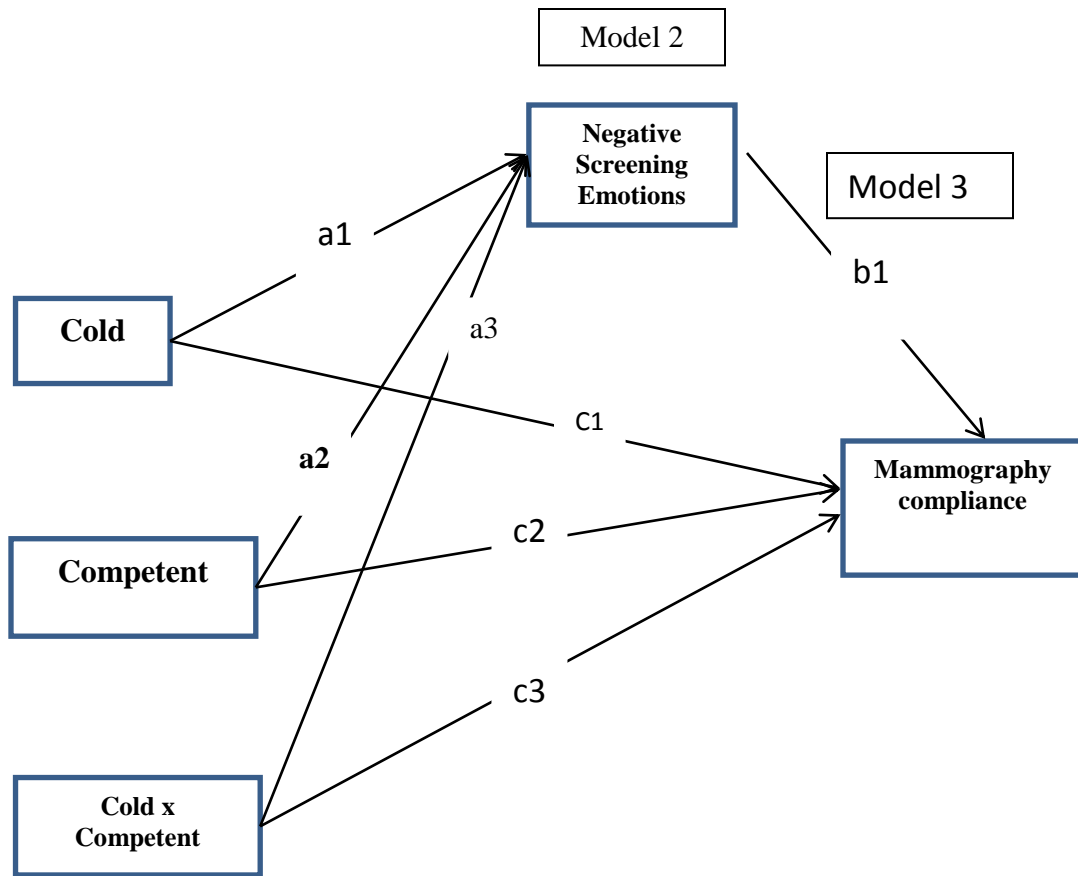 Model 2
Negative
Screening
Emotions
Model 3
a1
b1
Cold
a3
C1
a2
Mammography
compliance
c2
Competent
c3
Cold x
Competent